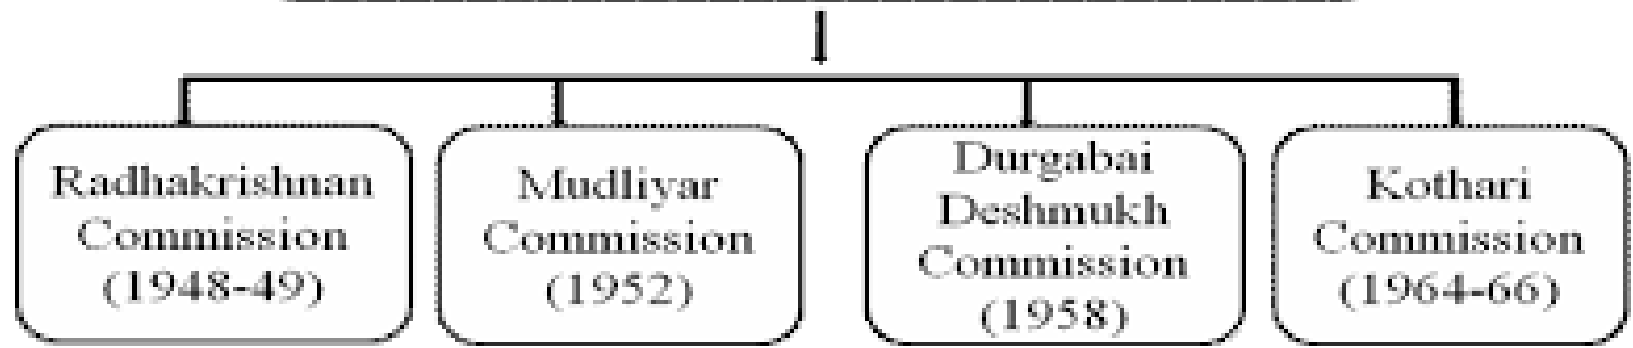 Radhakrishnan
Commission
(1948-49)
Mudliyar
Commission
(1952)
Durgabai
Deshmukh
Commission
(1958)
Kothari
Commission
(1964-66)